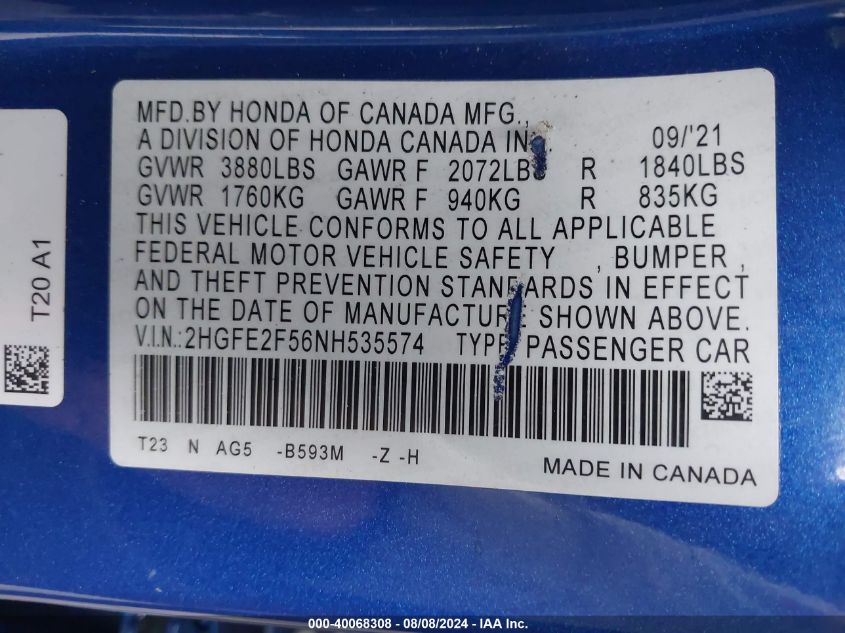 T20 A1
MFD.BY HONDA OF CANADA MFG.,
A DIVISION OF HONDA CANADA INC. 09/'21
GVWR 3880LBS GAWR F 2072LBS R 1840LBS
GVWR 1760KG GAWR F 940KG R 835KG
THIS VEHICLE CONFORMS TO ALL APPLICABLE
FEDERAL MOTOR VEHICLE SAFETY , BUMPER ,
AND THEFT PREVENTION STANDARDS IN EFFECT
ON THE DATE OF MANUFACTURE SHOWN ABOVE.
V.I.N.:2HGFE2F56NH535574 TYPE PASSENGER CAR
T23 N AG5 -B593M -Z -H
MADE IN CANADA
000-40068308 - 08/08/2024 - IAA Inc.